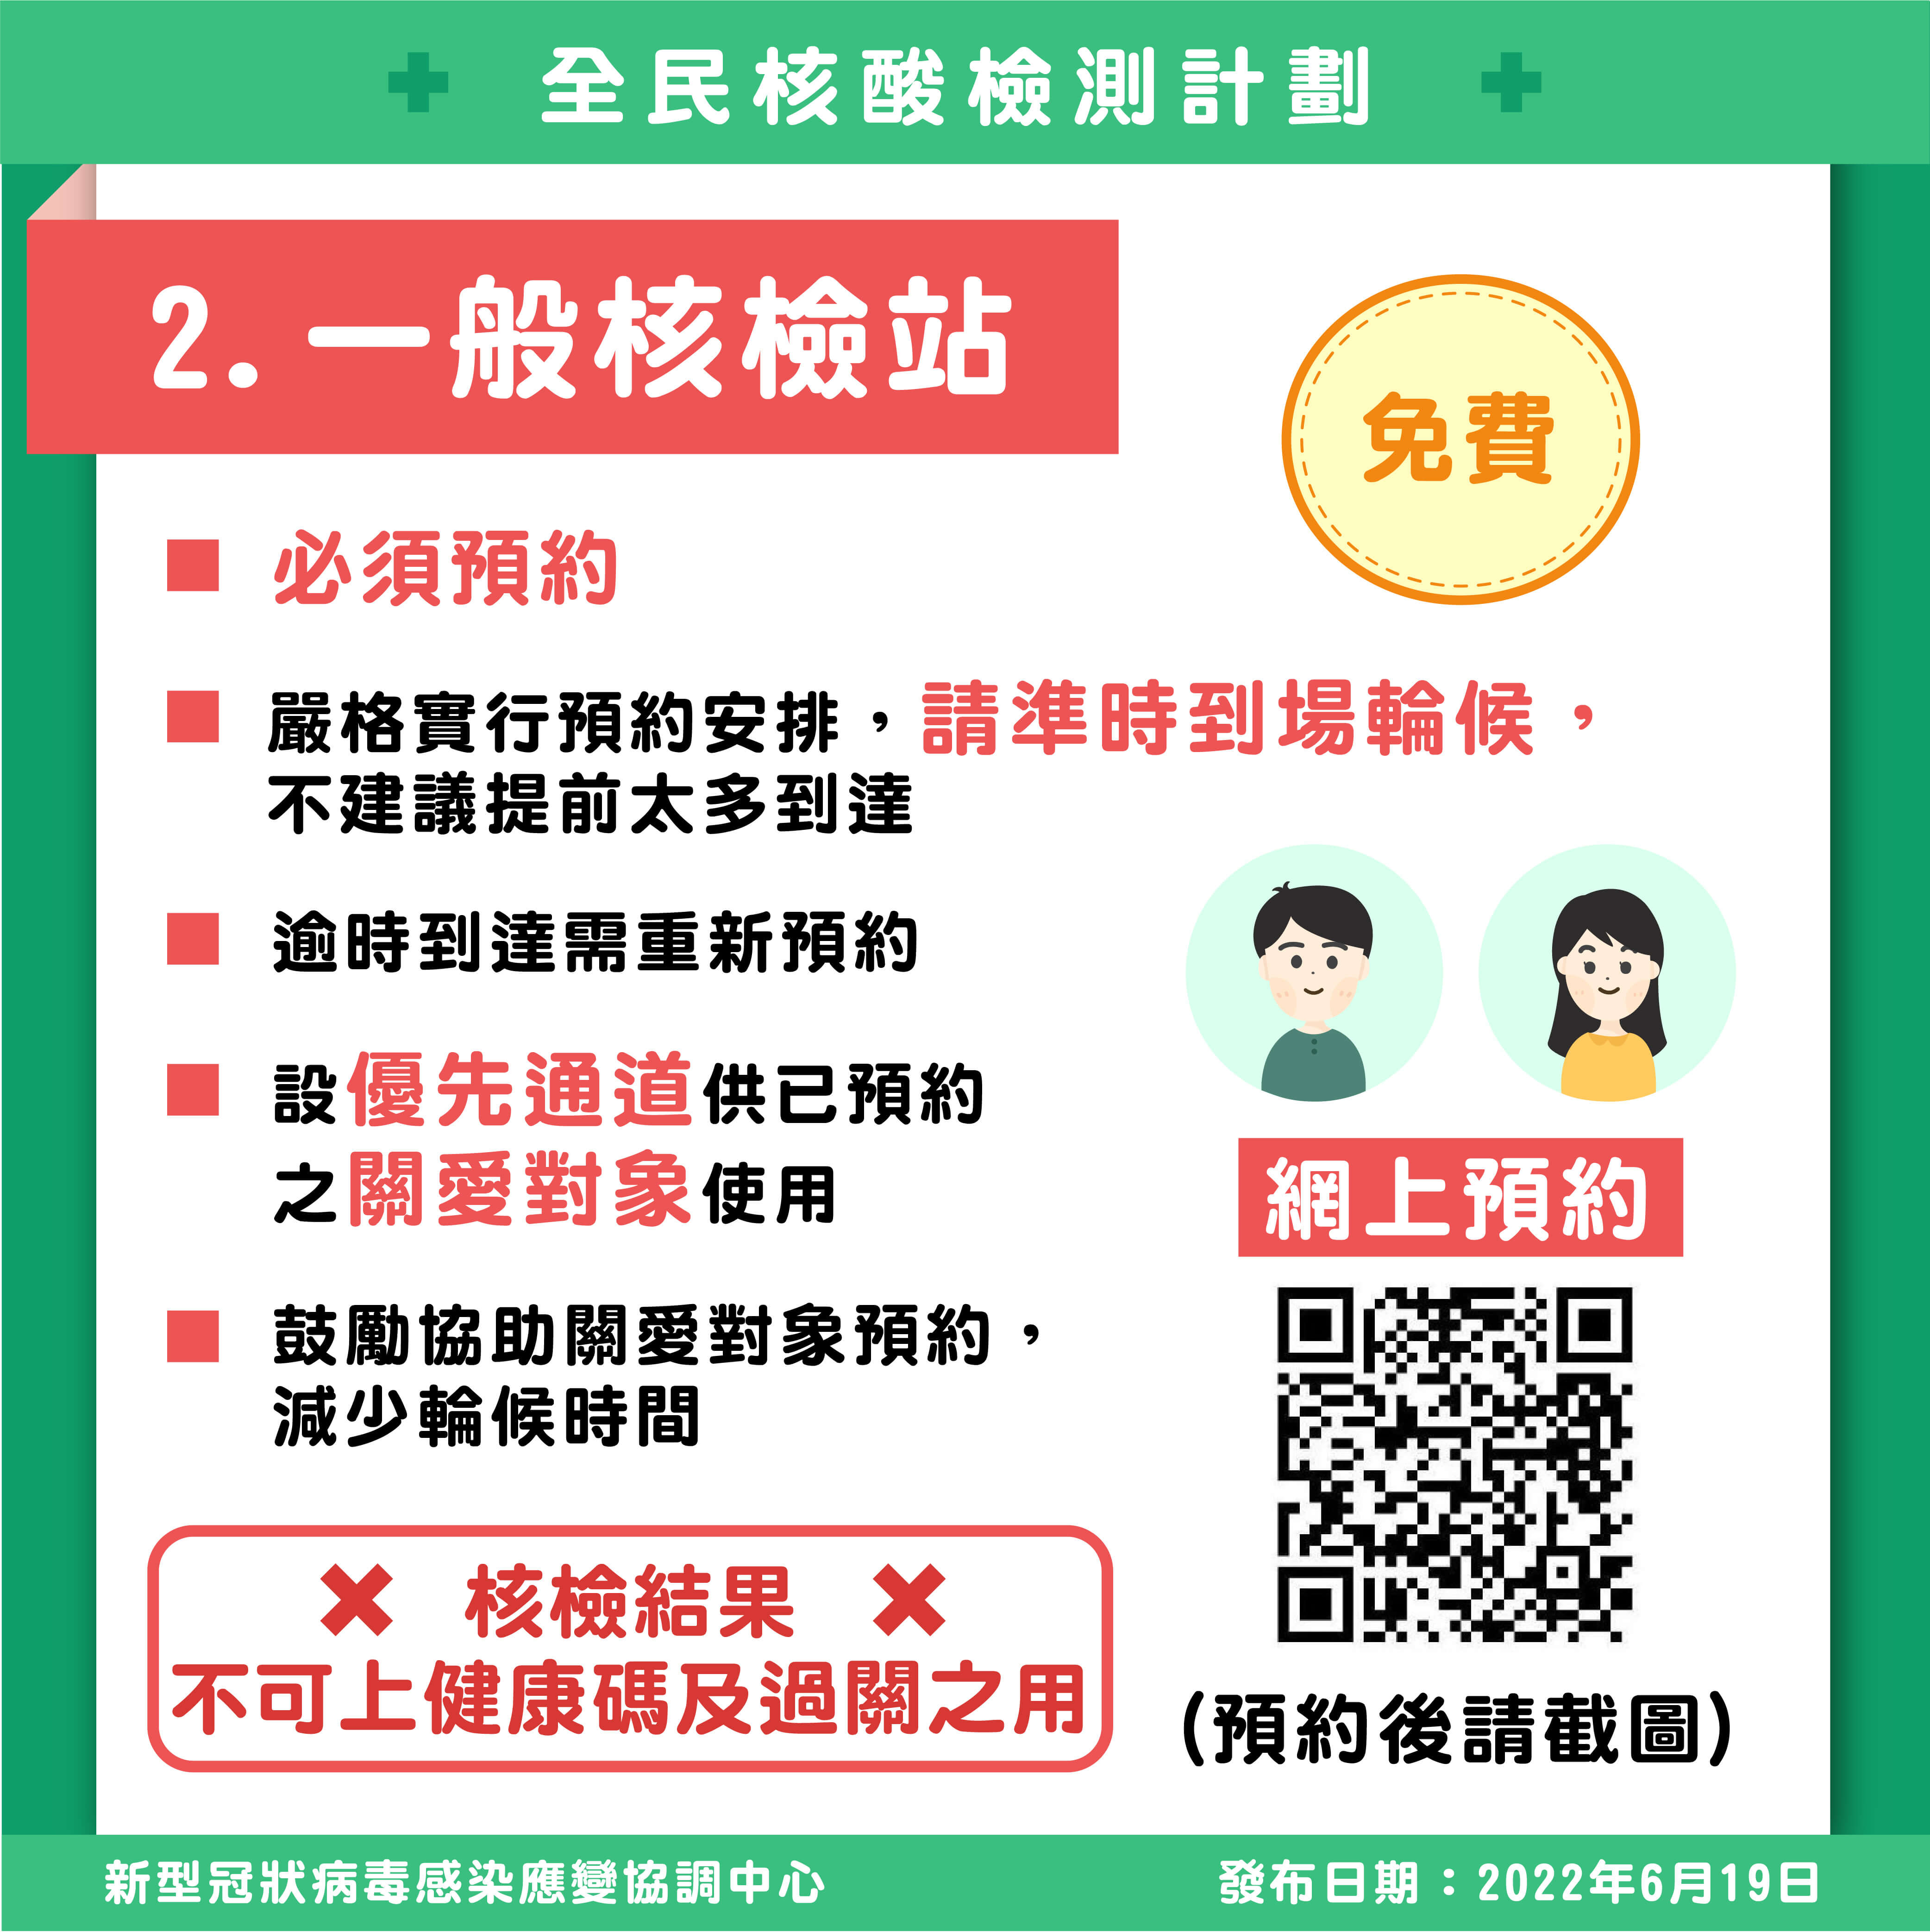 全民核酸檢測計劃
2.一般核檢站
免費
必須預約
嚴格實行預約安排，請準時到場輪候，
不建議提前太多到達
逾時到達需重新預約
設優先通道供已預約
之關愛對象使用
鼓勵協助關愛對象預約，
減少輪候時間
網上預約
核檢結果
不可上健康碼及過關之用
(預約後請截圖)
新型冠狀病毒感染應變協調中心
發布日期：2022年6月19日